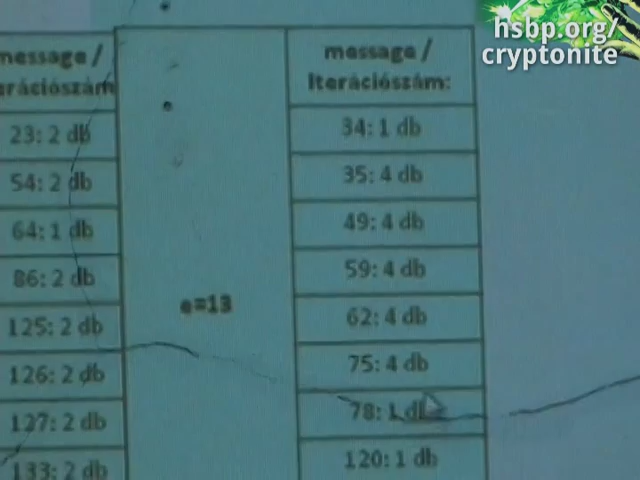 hsbp.org/
cryptonite
message /
message /
Iterációszám:
23: 2 db
34: 1 db
54: 2 db
35: 4 db
64: 1 db
49: 4 db
86: 2 db
59: 4 db
e=13
125: 2 db
62: 4 db
126: 2 db
75: 4 db
127: 2 db
78: 1 db
133: 2 db
120: 1 db